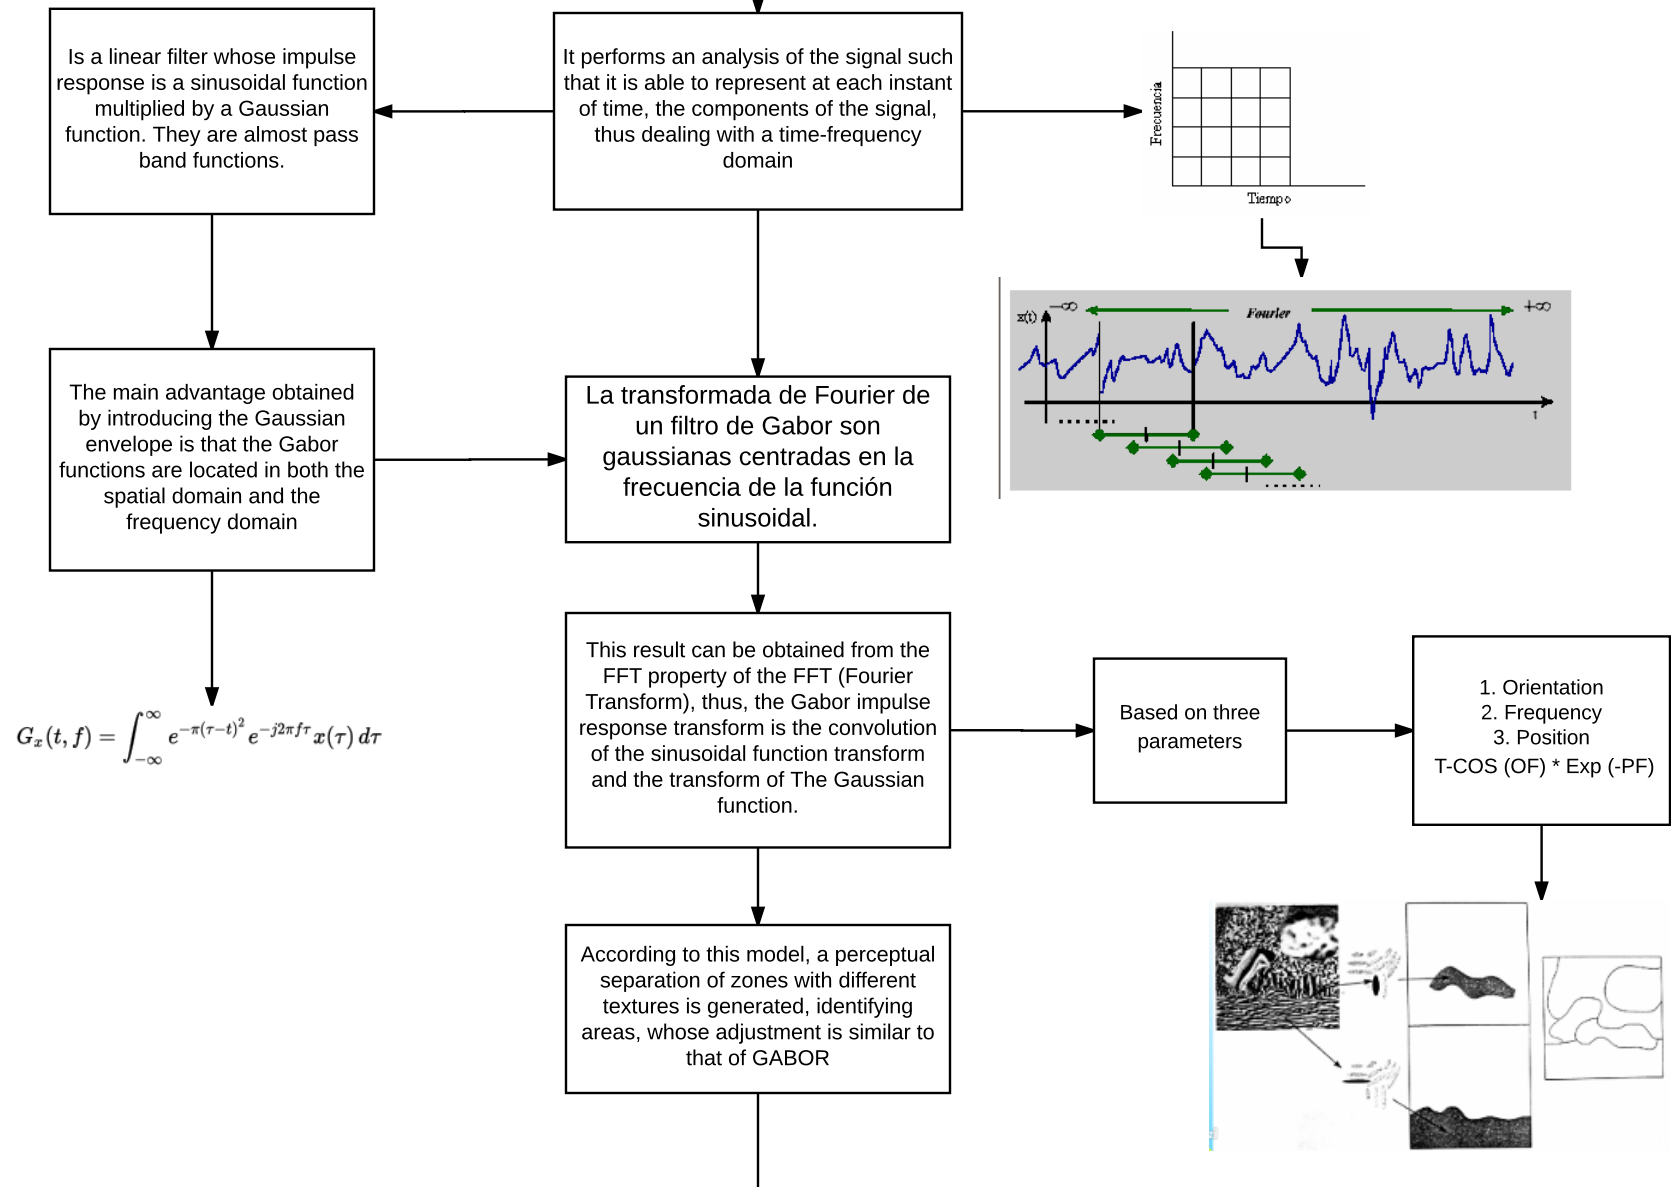 Is a linear filter whose impulse
response is a sinusoidal function
multiplied by a Gaussian
function. They are almost pass
band functions.
It performs an analysis of the signal such
that it is able to represent at each instant
of time, the components of the signal,
thus dealing with a time-frequency
domain
Frecuencia
Tiempo
−∞
Fourier
+∞
x(t)
t
The main advantage obtained
by introducing the Gaussian
envelope is that the Gabor
functions are located in both the
spatial domain and the
frequency domain
La transformada de Fourier de
un filtro de Gabor son
gaussianas centradas en la
frecuencia de la función
sinusoidal.
G_x(t, f) = ∫_{−∞}^{∞} e^{−π(τ−t)^2} e^{−j2πfτ} x(τ) dτ
This result can be obtained from the
FFT property of the FFT (Fourier
Transform), thus, the Gabor impulse
response transform is the convolution
of the sinusoidal function transform
and the transform of The Gaussian
function.
Based on three
parameters
1. Orientation
2. Frequency
3. Position
T-COS (OF) * Exp (-PF)
According to this model, a perceptual
separation of zones with different
textures is generated, identifying
areas, whose adjustment is similar to
that of GABOR